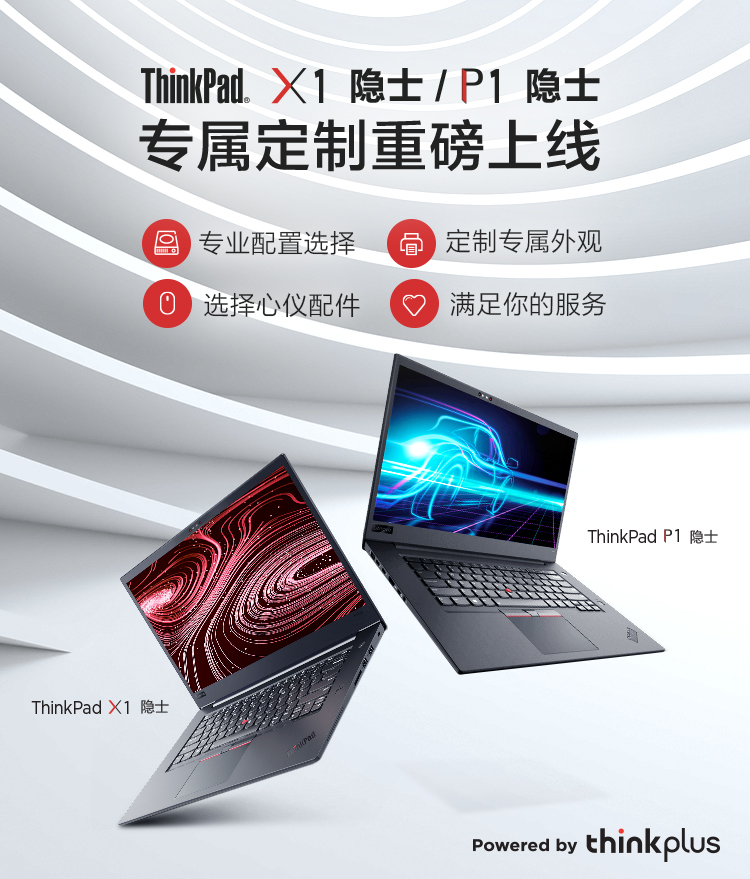 ThinkPad X1 隐士 / P1 隐士
专属定制重磅上线
专业配置选择 定制专属外观
选择心仪配件 满足你的服务
ThinkPad P1 隐士
ThinkPad X1 隐士
ThinkPad
Powered by thinkplus